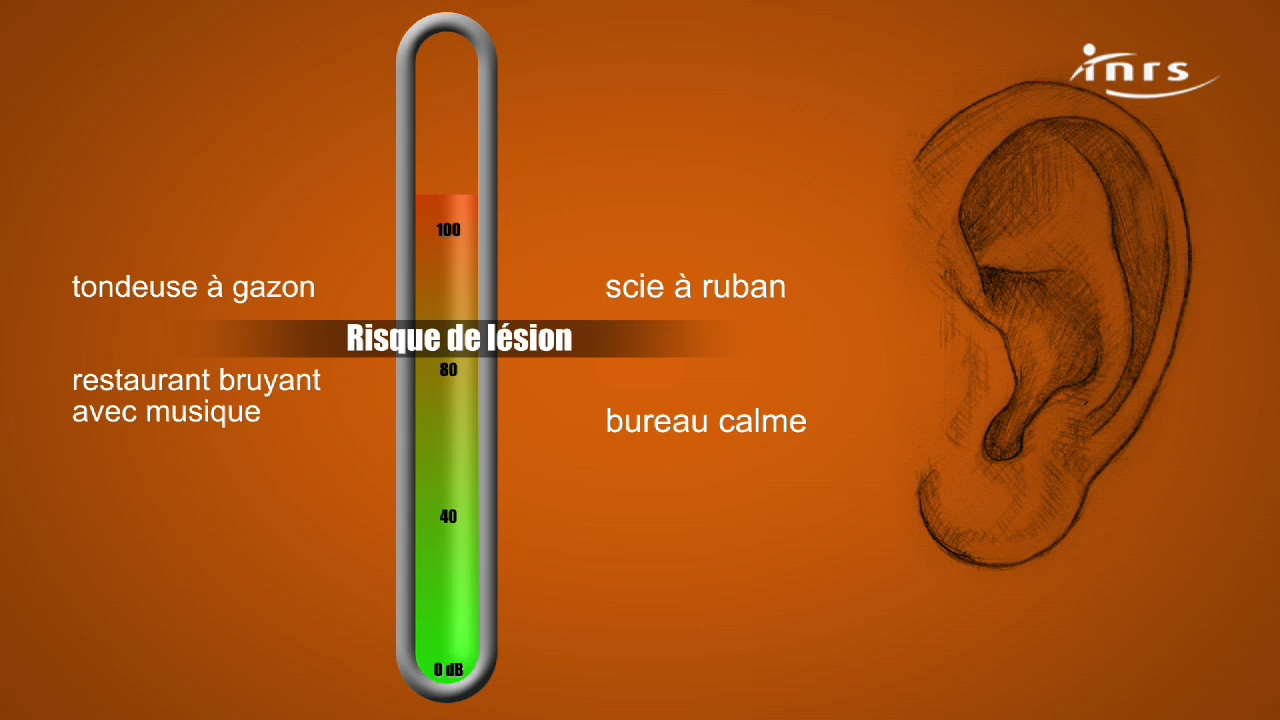 inrs
100
tondeuse à gazon
scie à ruban
Risque de lésion
80
restaurant bruyant
avec musique
bureau calme
40
0 dB